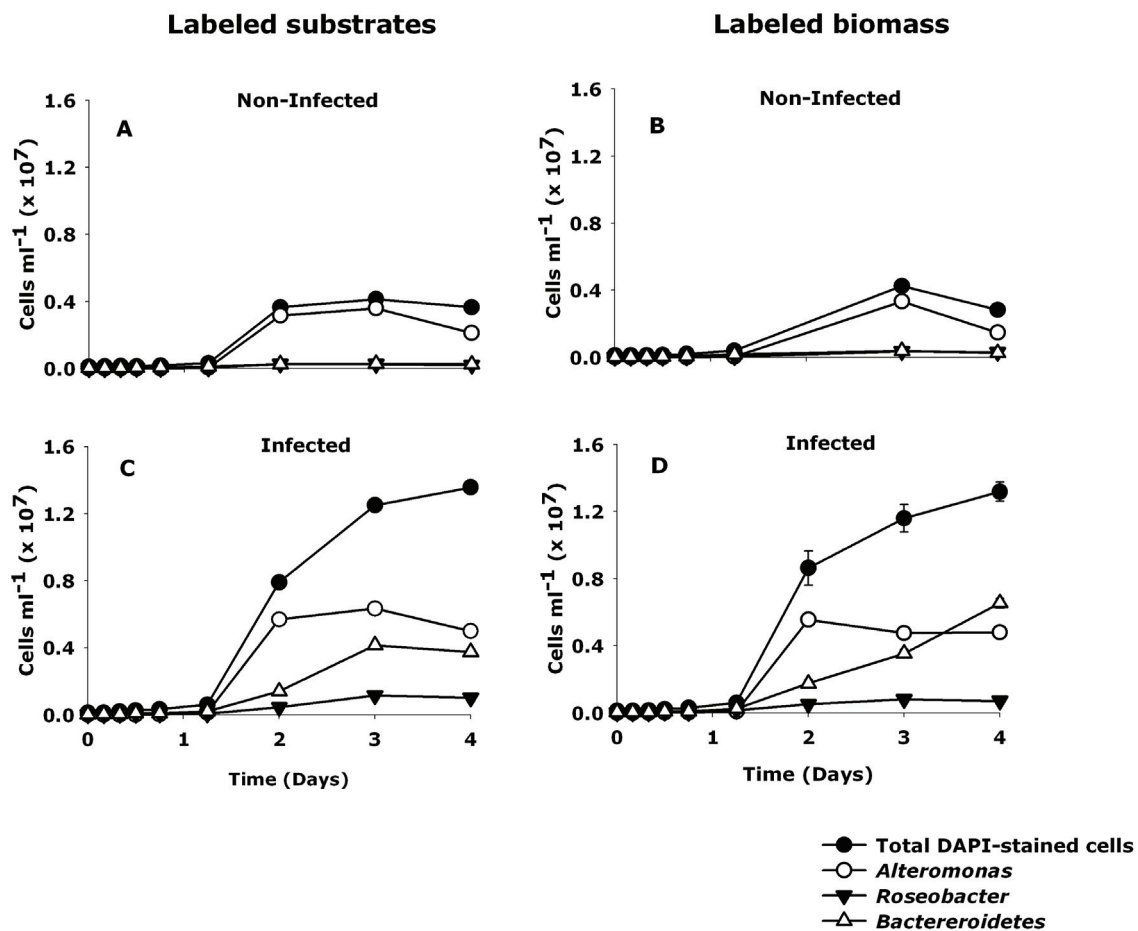 Labeled substrates
Labeled biomass
Non-Infected
A
Cells ml⁻¹ (x 10⁷)
1.6
1.2
0.8
0.4
0.0
Non-Infected
B
Cells ml⁻¹ (x 10⁷)
1.6
1.2
0.8
0.4
0.0
Infected
C
Cells ml⁻¹ (x 10⁷)
1.6
1.2
0.8
0.4
0.0
0 1 2 3 4
Time (Days)
Infected
D
Cells ml⁻¹ (x 10⁷)
1.6
1.2
0.8
0.4
0.0
0 1 2 3 4
Time (Days)
Total DAPI-stained cells
Alteromonas
Roseobacter
Bactereroidetes